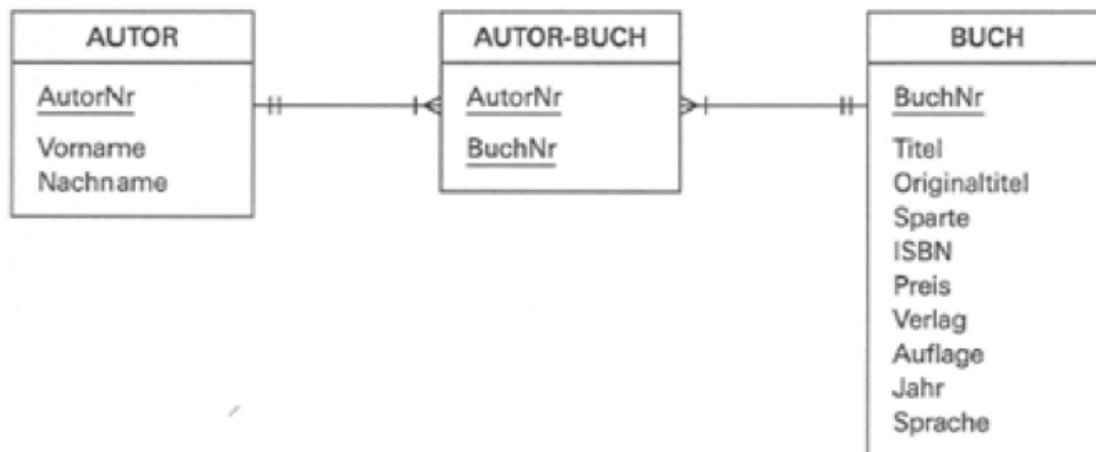 AUTOR
AutorNr
Vorname
Nachname
AUTOR-BUCH
AutorNr
BuchNr
BUCH
BuchNr
Titel
Originaltitel
Sparte
ISBN
Preis
Verlag
Auflage
Jahr
Sprache